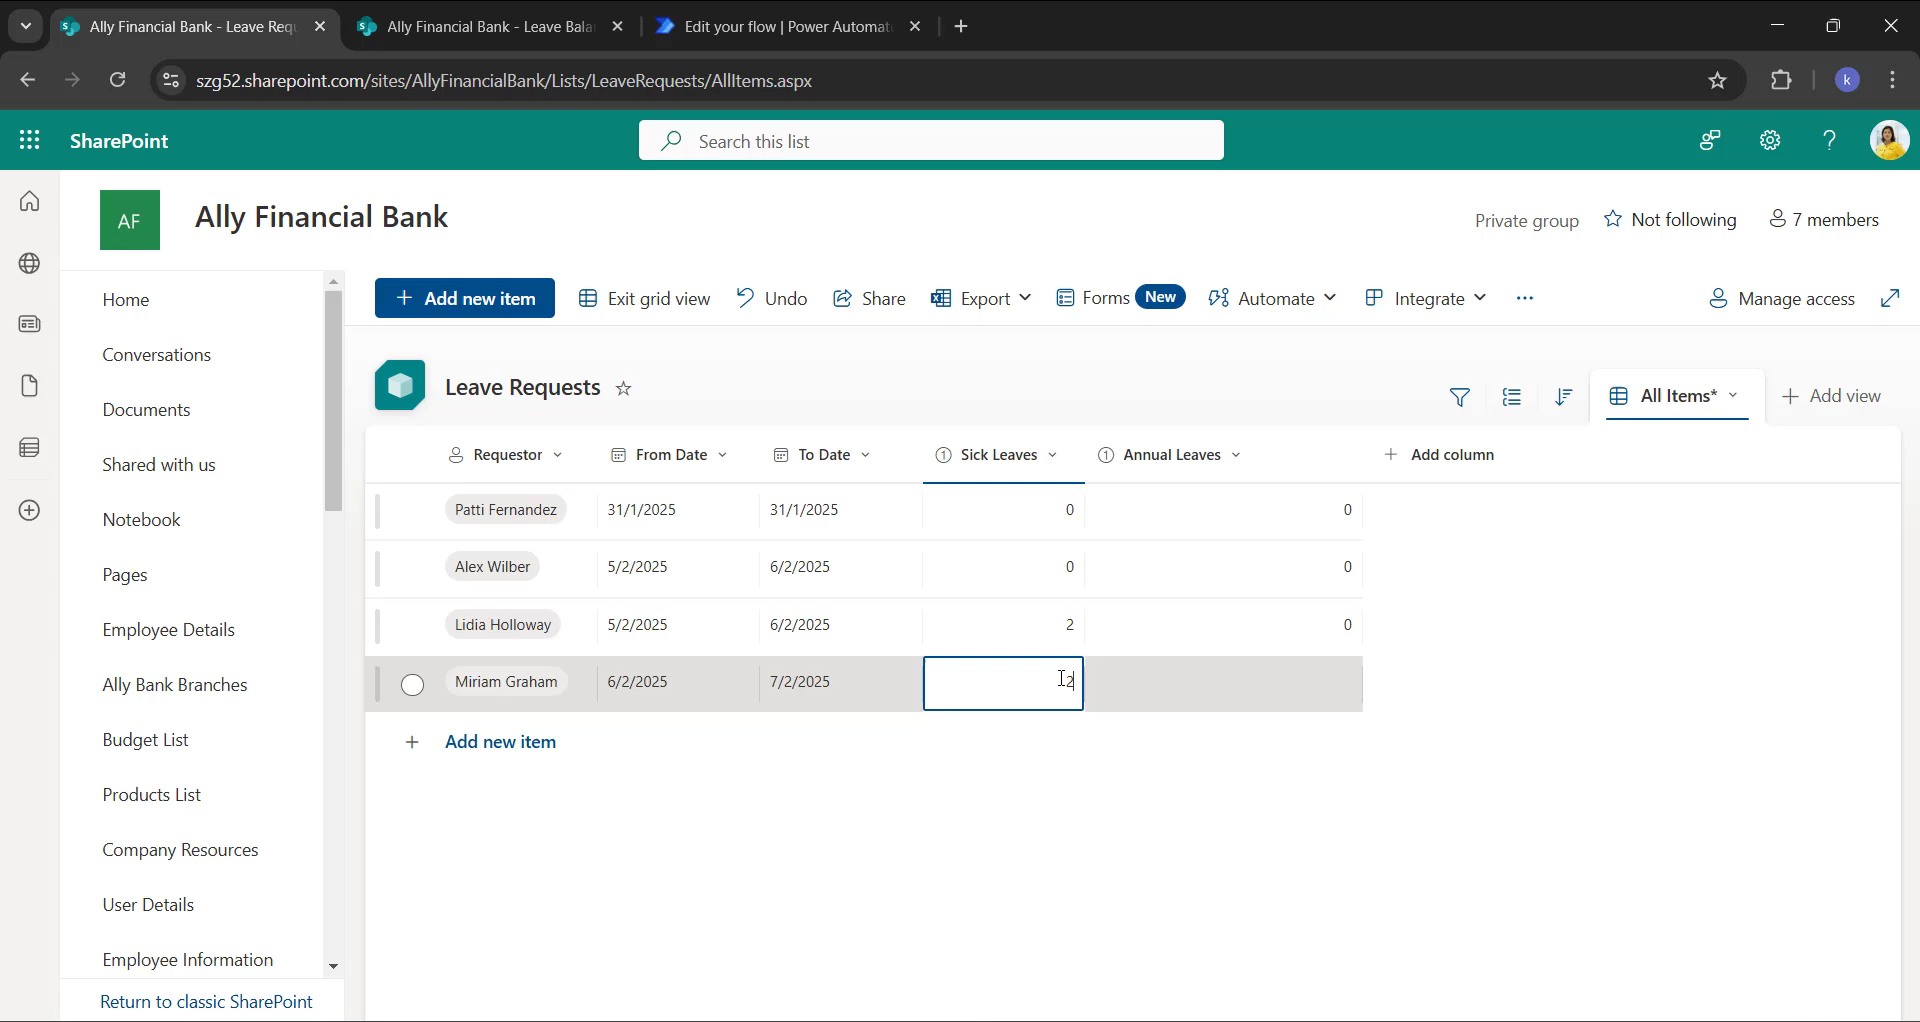 Ally Financial Bank - Leave Requ
Ally Financial Bank - Leave Bala
Edit your flow | Power Automat
szg52.sharepoint.com/sites/AllyFinancialBank/Lists/LeaveRequests/AllItems.aspx
k
SharePoint
Search this list
AF
Ally Financial Bank
Private group
Not following
7 members
Home
Conversations
Documents
Shared with us
Notebook
Pages
Employee Details
Ally Bank Branches
Budget List
Products List
Company Resources
User Details
Employee Information
Return to classic SharePoint
+ Add new item
Exit grid view
Undo
Share
Export
Forms New
Automate
Integrate
Manage access
Leave Requests
All Items*
+ Add view
Requestor From Date To Date Sick Leaves Annual Leaves + Add column
Patti Fernandez 31/1/2025 31/1/2025 0 0
Alex Wilber 5/2/2025 6/2/2025 0 0
Lidia Holloway 5/2/2025 6/2/2025 2 0
Miriam Graham 6/2/2025 7/2/2025 2
+ Add new item